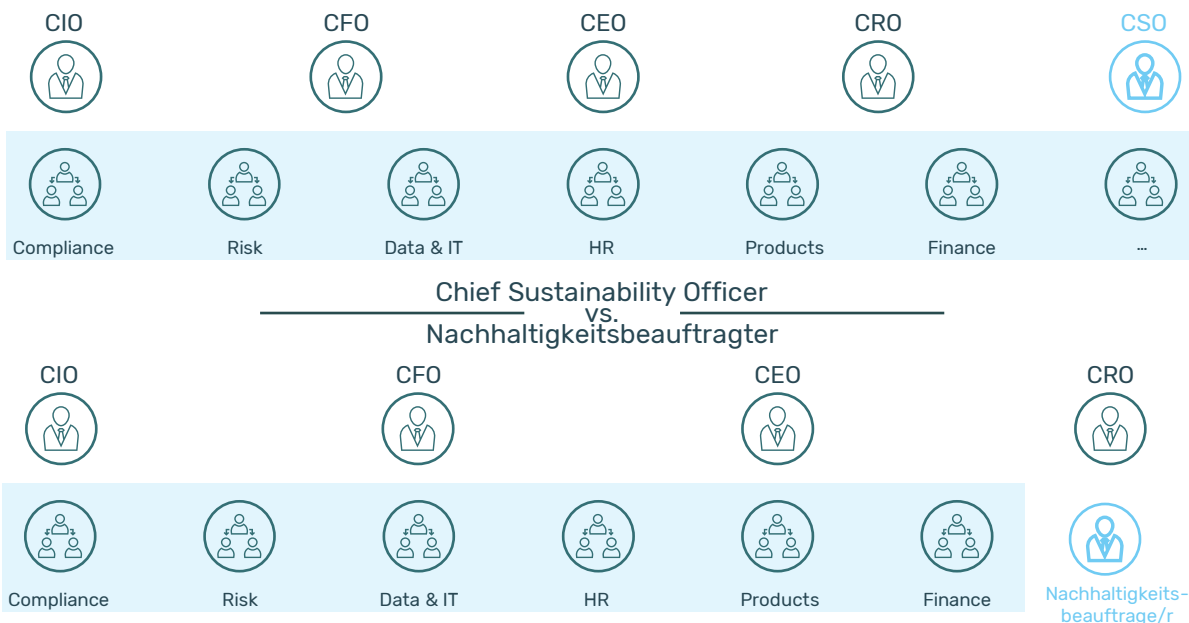 CIO CFO CEO CRO CSO
Compliance Risk Data & IT HR Products Finance ...
Chief Sustainability Officer
vs.
Nachhaltigkeitsbeauftragter
CIO CFO CEO CRO
Compliance Risk Data & IT HR Products Finance
Nachhaltigkeits-
beauftrage/r